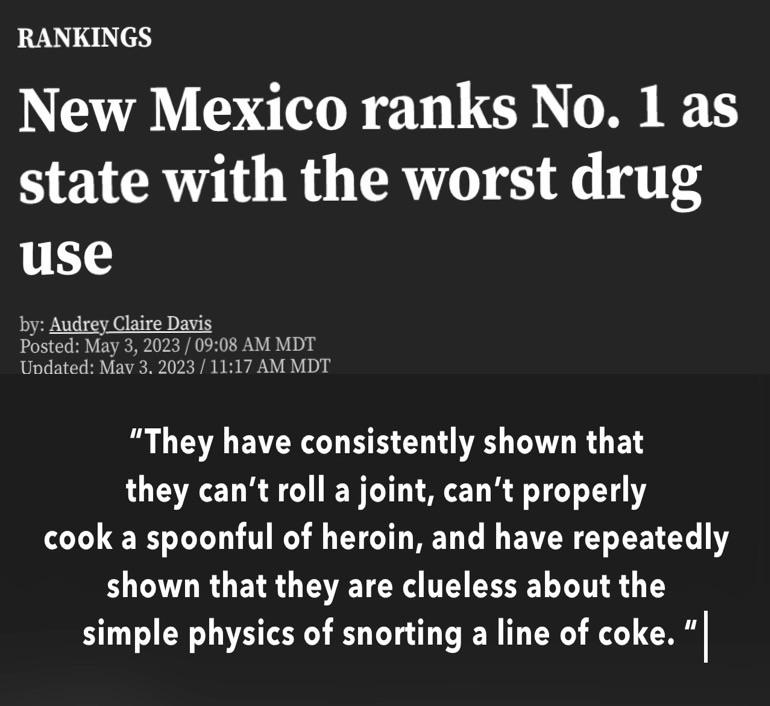 RANKINGS
New Mexico ranks No. 1 as
state with the worst drug
use
by: Audrey Claire Davis
Posted: May 3, 2023 / 09:08 AM MDT
Updated: May 3, 2023 / 11:17 AM MDT
“They have consistently shown that
they can’t roll a joint, can’t properly
cook a spoonful of heroin, and have repeatedly
shown that they are clueless about the
simple physics of snorting a line of coke. “